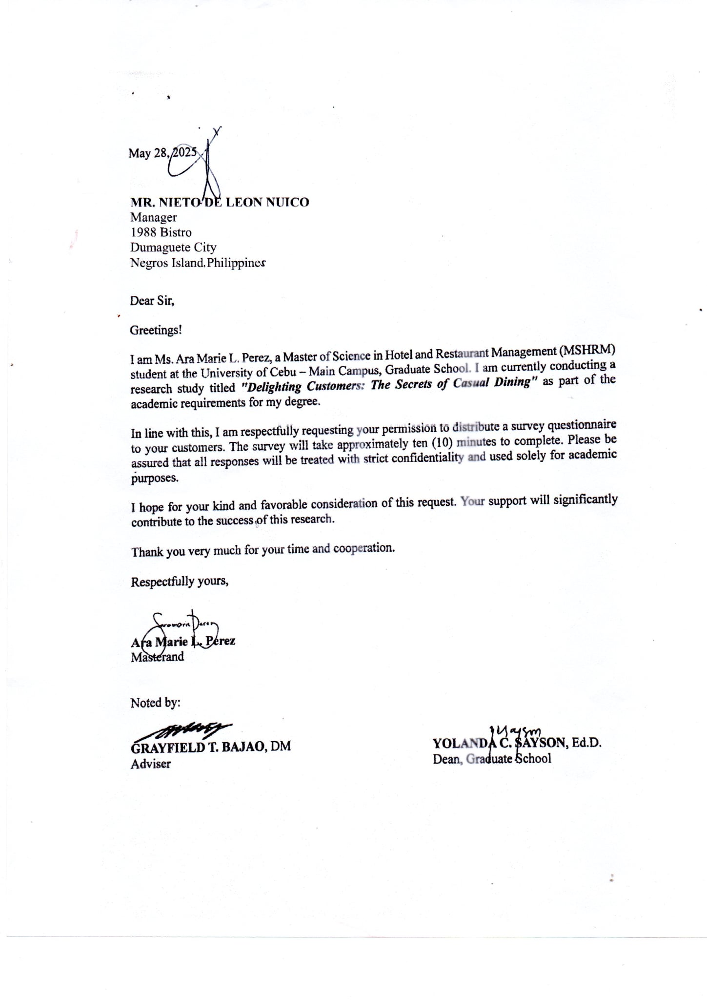 May 28, 2025
MR. NIETO DE LEON NUICO
Manager
1988 Bistro
Dumaguete City
Negros Island, Philippines
Dear Sir,
Greetings!
I am Ms. Ara Marie L. Perez, a Master of Science in Hotel and Restaurant Management (MSHRM)
student at the University of Cebu – Main Campus, Graduate School. I am currently conducting a
research study titled "Delighting Customers: The Secrets of Casual Dining" as part of the
academic requirements for my degree.
In line with this, I am respectfully requesting your permission to distribute a survey questionnaire
to your customers. The survey will take approximately ten (10) minutes to complete. Please be
assured that all responses will be treated with strict confidentiality and used solely for academic
purposes.
I hope for your kind and favorable consideration of this request. Your support will significantly
contribute to the success of this research.
Thank you very much for your time and cooperation.
Respectfully yours,
Ara Marie L. Perez
Masterand
Noted by:
GRAYFIELD T. BAJAO, DM
Adviser
YOLANDA C. SAYSON, Ed.D.
Dean, Graduate School